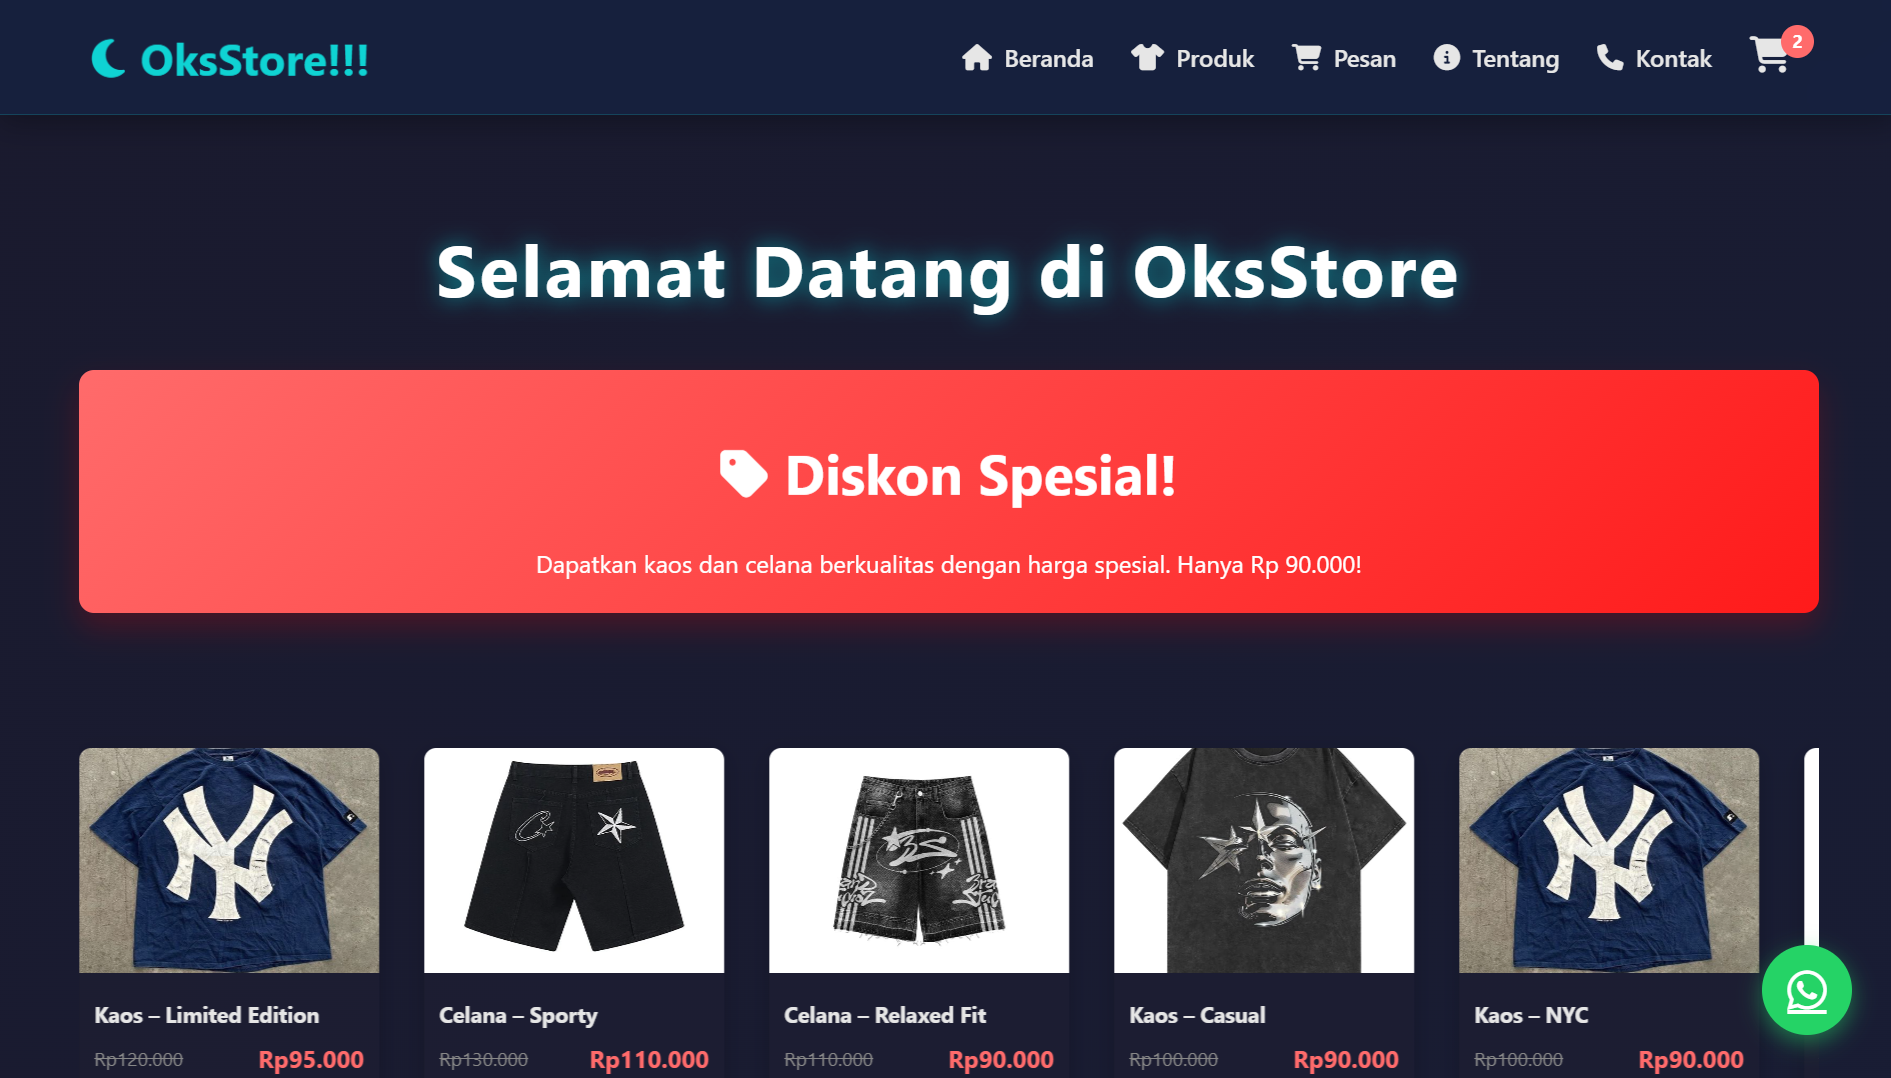 OksStore!!!
Beranda
Produk
Pesan
Tentang
Kontak
2
Selamat Datang di OksStore
Diskon Spesial!
Dapatkan kaos dan celana berkualitas dengan harga spesial. Hanya Rp 90.000!
NY
NY
Kaos – Limited Edition
Rp120.000 Rp95.000
Celana – Sporty
Rp130.000 Rp110.000
Celana – Relaxed Fit
Rp110.000 Rp90.000
Kaos – Casual
Rp100.000 Rp90.000
Kaos – NYC
Rp100.000 Rp90.000